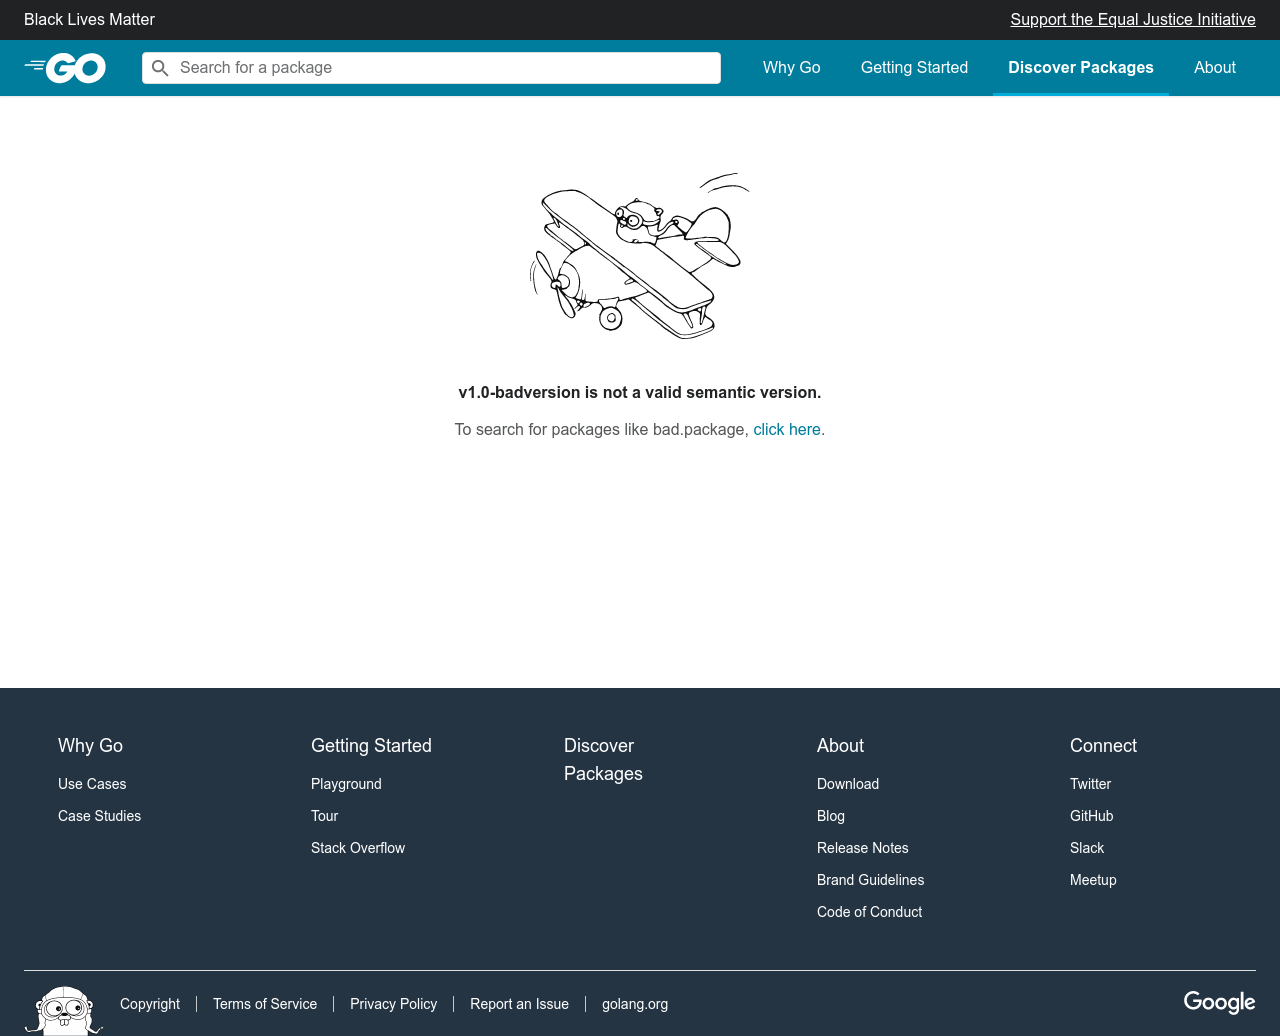 Black Lives Matter
Support the Equal Justice Initiative
GO
Search for a package
Why Go
Getting Started
Discover Packages
About
v1.0-badversion is not a valid semantic version.
To search for packages like bad.package, click here.
Why Go
Use Cases
Case Studies
Getting Started
Playground
Tour
Stack Overflow
Discover
Packages
About
Download
Blog
Release Notes
Brand Guidelines
Code of Conduct
Connect
Twitter
GitHub
Slack
Meetup
Copyright
Terms of Service
Privacy Policy
Report an Issue
golang.org
Google